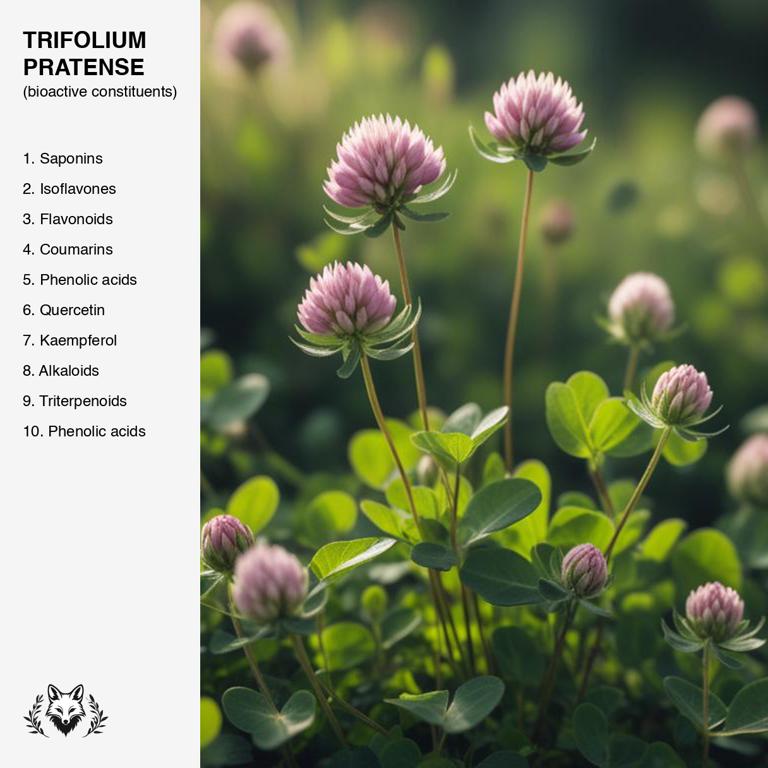 TRIFOLIUM
PRATENSE
(bioactive constituents)
1. Saponins
2. Isoflavones
3. Flavonoids
4. Coumarins
5. Phenolic acids
6. Quercetin
7. Kaempferol
8. Alkaloids
9. Triterpenoids
10. Phenolic acids